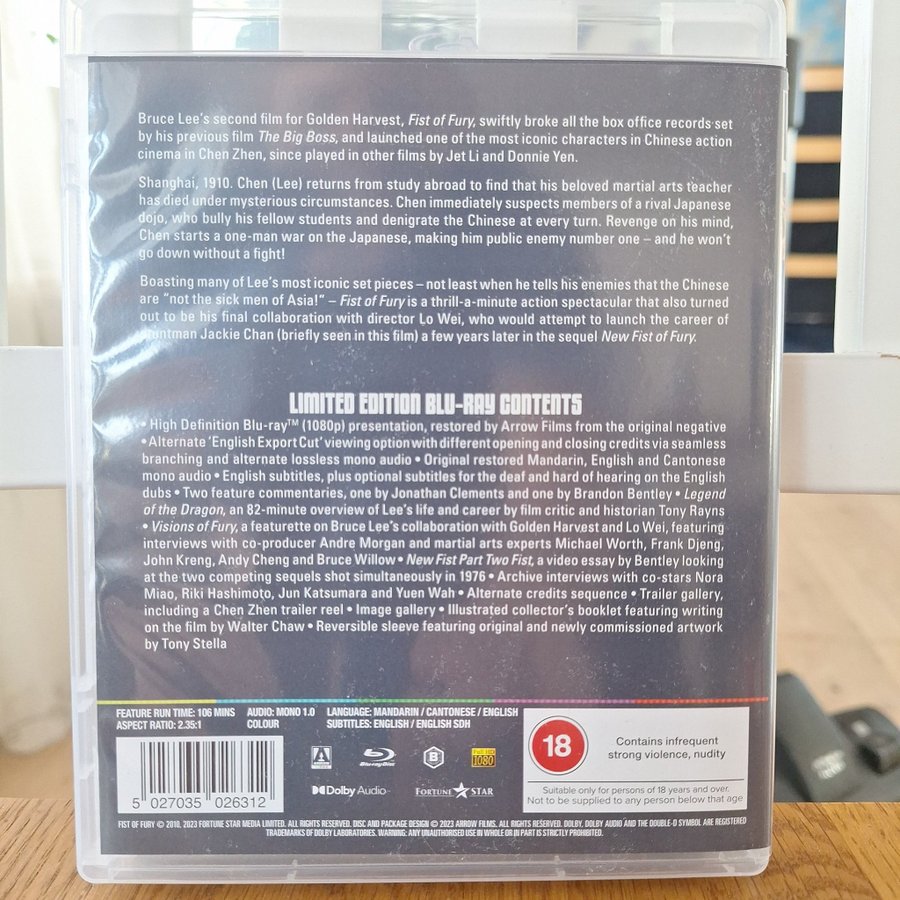 Bruce Lee's second film for Golden Harvest, Fist of Fury, swiftly broke all the box office records set
by his previous film The Big Boss, and launched one of the most iconic characters in Chinese action
cinema in Chen Zhen, since played in other films by Jet Li and Donnie Yen.
Shanghai, 1910. Chen (Lee) returns from study abroad to find that his beloved martial arts teacher
has died under mysterious circumstances. Chen immediately suspects members of a rival Japanese
dojo, who bully his fellow students and denigrate the Chinese at every turn. Revenge on his mind,
Chen starts a one-man war on the Japanese, making him public enemy number one – and he won't
go down without a fight!
Boasting many of Lee's most iconic set pieces – not least when he tells his enemies that the Chinese
are "not the sick men of Asia!" – Fist of Fury is a thrill-a-minute action spectacular that also turned
out to be his final collaboration with director Lo Wei, who would attempt to launch the career of
stuntman Jackie Chan (briefly seen in this film) a few years later in the sequel New Fist of Fury.
LIMITED EDITION BLU-RAY CONTENTS
• High Definition Blu-ray™ (1080p) presentation, restored by Arrow Films from the original negative
• Alternate 'English Export Cut' viewing option with different opening and closing credits via seamless
branching and alternate lossless mono audio • Original restored Mandarin, English and Cantonese
mono audio • English subtitles, plus optional subtitles for the deaf and hard of hearing on the English
dubs • Two feature commentaries, one by Jonathan Clements and one by Brandon Bentley • Legend
of the Dragon, an 82-minute overview of Lee's life and career by film critic and historian Tony Rayns
• Visions of Fury, a featurette on Bruce Lee's collaboration with Golden Harvest and Lo Wei, featuring
interviews with co-producer Andre Morgan and martial arts experts Michael Worth, Frank Djeng,
John Kreng, Andy Cheng and Bruce Willow • New Fist Part Two Fist, a video essay by Bentley looking
at the two competing sequels shot simultaneously in 1976 • Archive interviews with co-stars Nora
Miao, Riki Hashimoto, Jun Katsumara and Yuen Wah • Alternate credits sequence • Trailer gallery,
including a Chen Zhen trailer reel • Image gallery • Illustrated collector's booklet featuring writing
on the film by Walter Chaw • Reversible sleeve featuring original and newly commissioned artwork
by Tony Stella
FEATURE RUN TIME: 106 MINS AUDIO: MONO 1.0 LANGUAGE: MANDARIN / CANTONESE / ENGLISH
ASPECT RATIO: 2.35:1 COLOUR SUBTITLES: ENGLISH / ENGLISH SDH
ARROW Blu-ray Disc B Full HD 1080
Dolby Audio FORTUNE STAR
5 027035 026312
18
Contains infrequent
strong violence, nudity
Suitable only for persons of 18 years and over.
Not to be supplied to any person below that age
FIST OF FURY © 2010, 2023 FORTUNE STAR MEDIA LIMITED. ALL RIGHTS RESERVED. DISC AND PACKAGE DESIGN © 2023 ARROW FILMS. ALL RIGHTS RESERVED. DOLBY, DOLBY AUDIO AND THE DOUBLE-D SYMBOL ARE REGISTERED
TRADEMARKS OF DOLBY LABORATORIES. WARNING: ANY UNAUTHORISED USE IN WHOLE OR IN PART IS STRICTLY PROHIBITED.